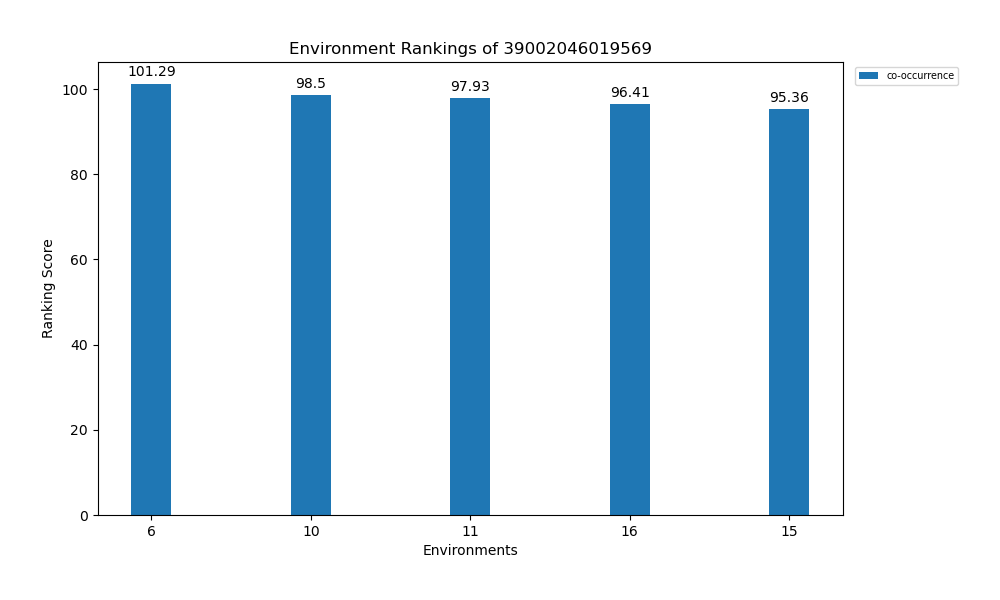 Environment Rankings of 39002046019569
co-occurrence
101.29
98.5
97.93
96.41
95.36
100
80
60
40
20
0
Ranking Score
6 10 11 16 15
Environments